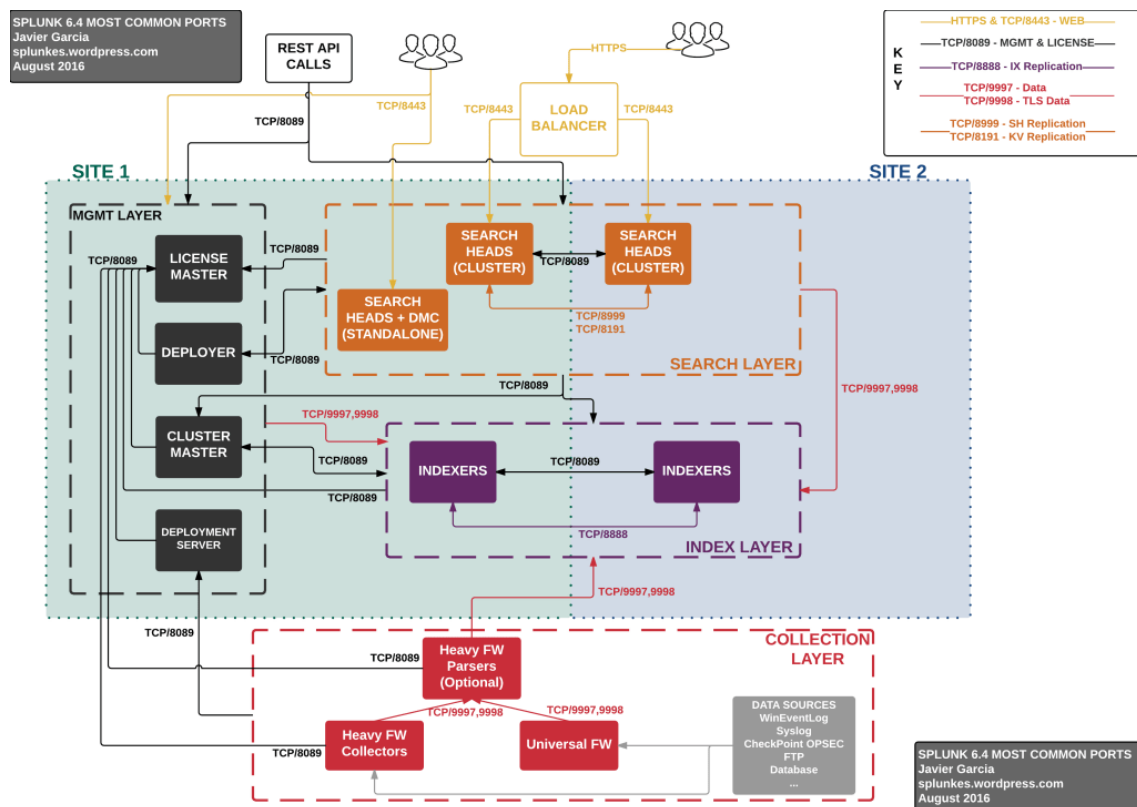 SPLUNK 6.4 MOST COMMON PORTS
Javier Garcia
splunkes.wordpress.com
August 2016
REST API
CALLS
HTTPS
K
E
Y
HTTPS & TCP/8443 - WEB
TCP/8089 - MGMT & LICENSE
TCP/8888 - IX Replication
TCP/9997 - Data
TCP/9998 - TLS Data
TCP/8999 - SH Replication
TCP/8191 - KV Replication
TCP/8443
TCP/8089
TCP/8443
LOAD
BALANCER
TCP/8443
SITE 1
SITE 2
MGMT LAYER
LICENSE
MASTER
TCP/8089
TCP/8089
SEARCH
HEADS
(CLUSTER)
TCP/8089
SEARCH
HEADS
(CLUSTER)
SEARCH
HEADS + DMC
(STANDALONE)
TCP/8999
TCP/8191
DEPLOYER
TCP/8089
SEARCH LAYER
TCP/8089
TCP/9997,9998
TCP/9997,9998
CLUSTER
MASTER
TCP/8089
TCP/8089
INDEXERS
TCP/8089
INDEXERS
TCP/8888
INDEX LAYER
DEPLOYMENT
SERVER
TCP/9997,9998
TCP/8089
COLLECTION
LAYER
TCP/8089
Heavy FW
Parsers
(Optional)
TCP/9997,9998
TCP/9997,9998
TCP/8089
Heavy FW
Collectors
Universal FW
DATA SOURCES
WinEventLog
Syslog
CheckPoint OPSEC
FTP
Database
...
SPLUNK 6.4 MOST COMMON PORTS
Javier Garcia
splunkes.wordpress.com
August 2016